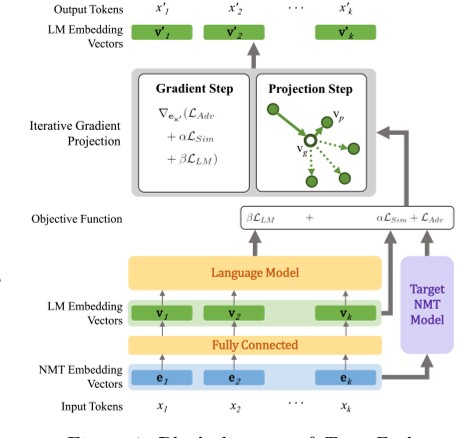 Output Tokens x'1 x'2 ... x'k
LM Embedding Vectors v'1 v'2 v'k
Iterative Gradient Projection
Gradient Step
∇e_κ'(ℒAdv
+ αℒSim
+ βℒLM)
Projection Step
vp
vg
Objective Function βℒLM + αℒSim + ℒAdv
Language Model
Target NMT Model
LM Embedding Vectors v1 v2 vk
Fully Connected
NMT Embedding Vectors e1 e2 ek
Input Tokens x1 x2 ... xk